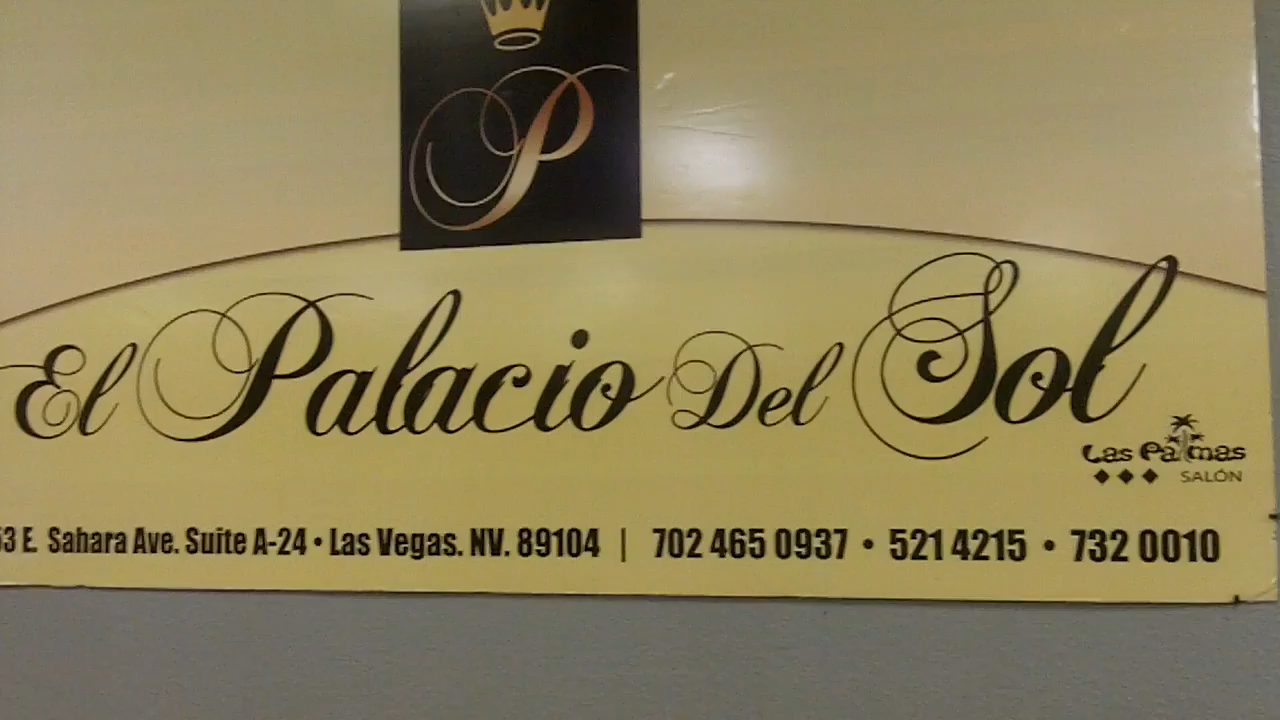 P
El Palacio Del Sol
Las Palmas
SALÓN
53 E. Sahara Ave. Suite A-24 • Las Vegas. NV. 89104 | 702 465 0937 • 521 4215 • 732 0010